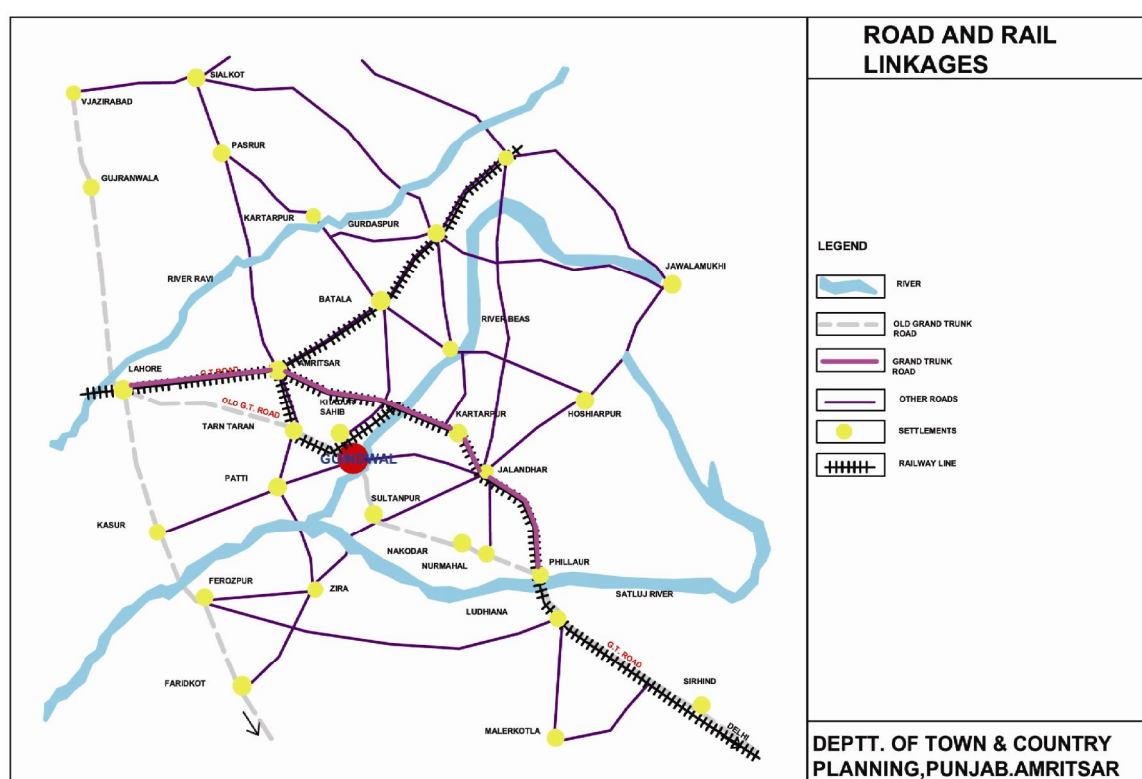 ROAD AND RAIL
LINKAGES
SIALKOT
VJAZIRABAD
PASRUR
GUJRANWALA
KARTARPUR
GURDASPUR
JAWALAMUKHI
RIVER RAVI
BATALA
RIVER BEAS
LAHORE
G.T.ROAD
AMRITSAR
OLD G.T. ROAD
KHADUR
SAHIB
KARTARPUR
HOSHIARPUR
TARN TARAN
GOINDWAL
JALANDHAR
PATTI
SULTANPUR
KASUR
NAKODAR
NURMAHAL
PHILLAUR
FEROZPUR
ZIRA
SATLUJ RIVER
LUDHIANA
G.T. ROAD
FARIDKOT
SIRHIND
MALERKOTLA
DELHI
LEGEND
RIVER
OLD GRAND TRUNK
ROAD
GRAND TRUNK
ROAD
OTHER ROADS
SETTLEMENTS
RAILWAY LINE
DEPTT. OF TOWN & COUNTRY
PLANNING,PUNJAB.AMRITSAR